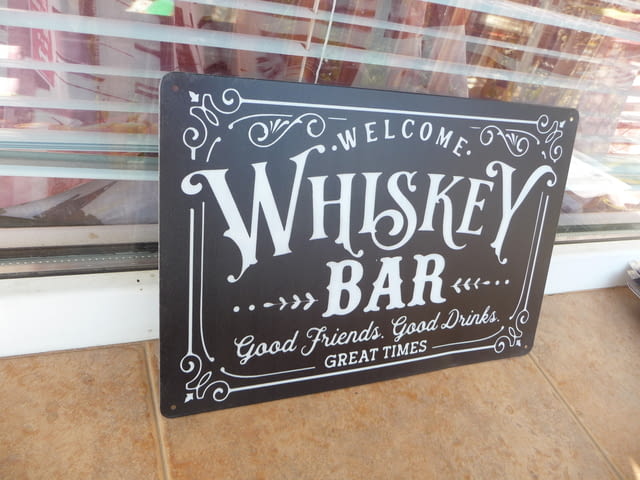 ·WELCOME·
WHISKEY
BAR
Good Friends. Good Drinks.
GREAT TIMES